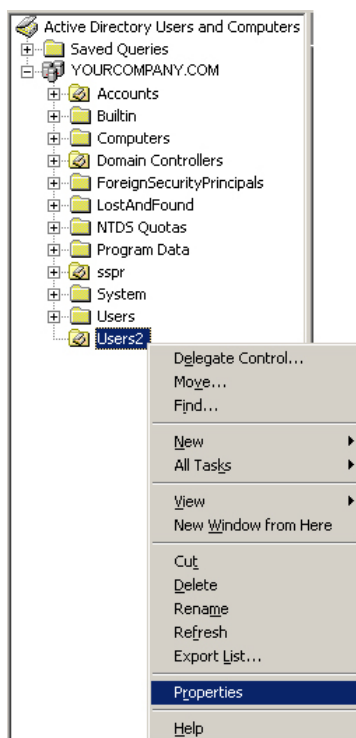 Active Directory Users and Computers
Saved Queries
YOURCOMPANY.COM
Accounts
Builtin
Computers
Domain Controllers
ForeignSecurityPrincipals
LostAndFound
NTDS Quotas
Program Data
sspr
System
Users
Users2
Delegate Control...
Move...
Find...
New
All Tasks
View
New Window from Here
Cut
Delete
Rename
Refresh
Export List...
Properties
Help